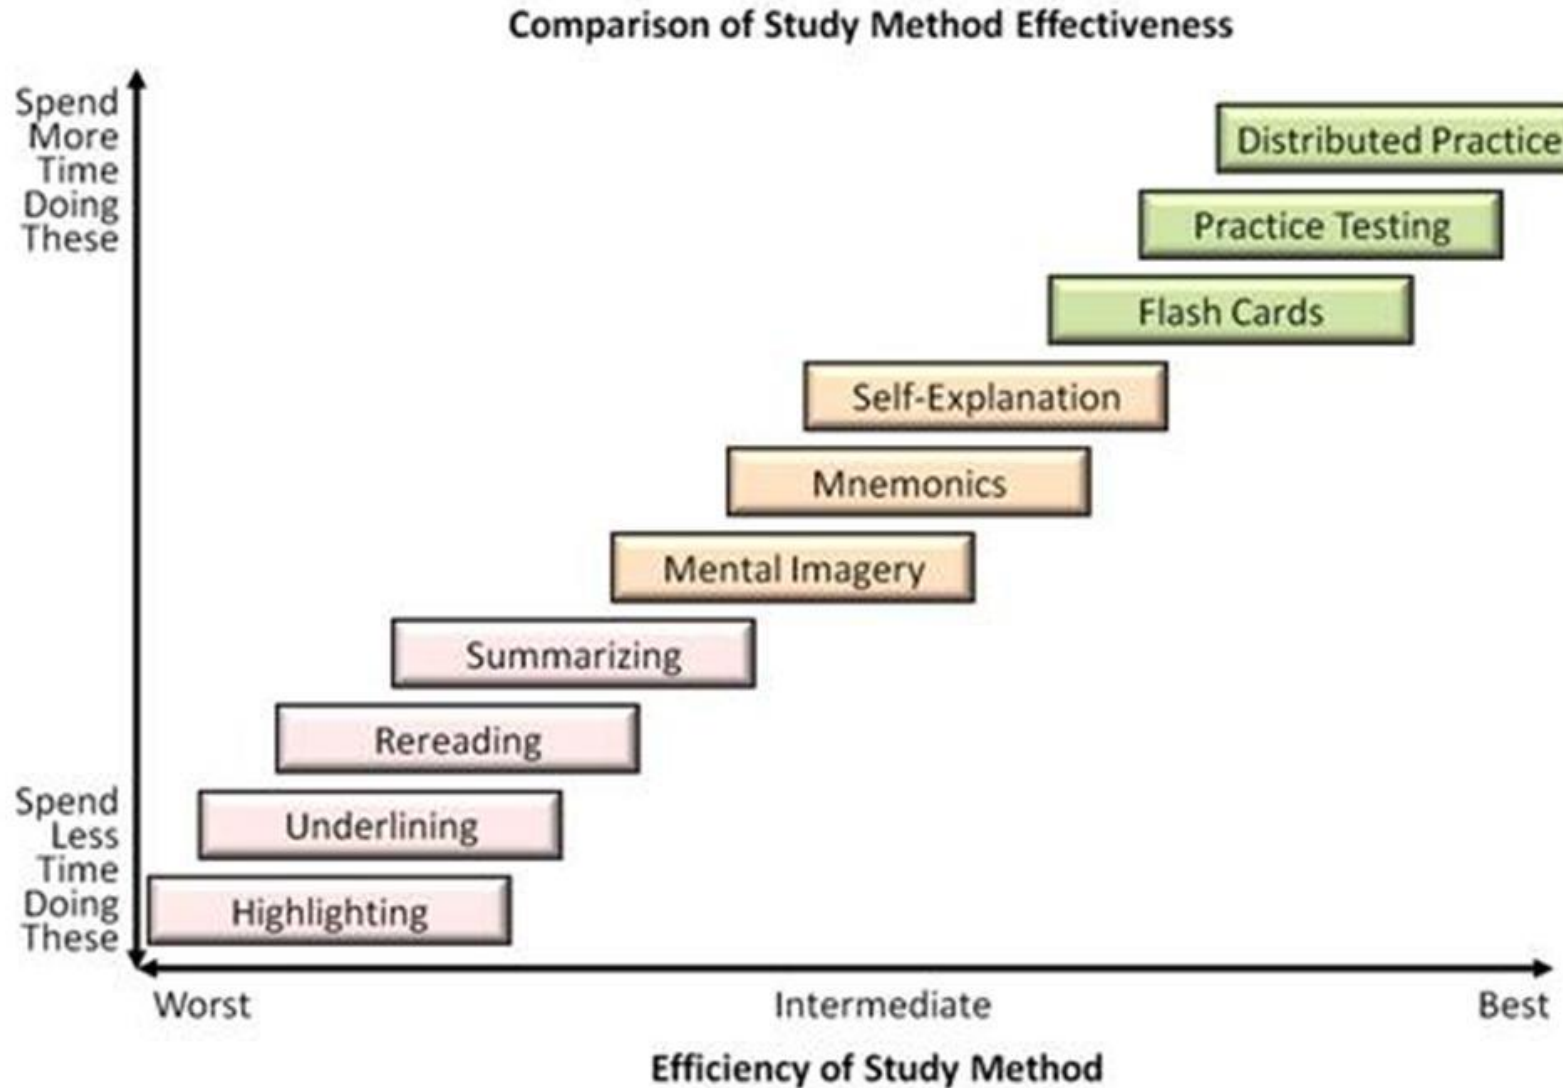 Comparison of Study Method Effectiveness
Spend
More
Time
Doing
These
Distributed Practice
Practice Testing
Flash Cards
Self-Explanation
Mnemonics
Mental Imagery
Summarizing
Rereading
Underlining
Highlighting
Spend
Less
Time
Doing
These
Worst
Intermediate
Best
Efficiency of Study Method